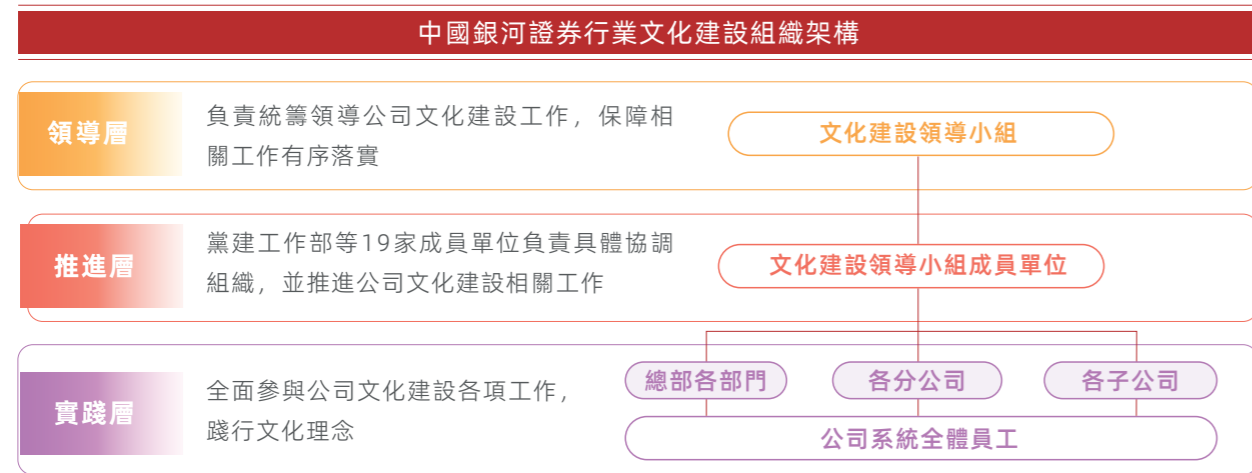 中國銀河證券行業文化建設組織架構
領導層
負責統籌領導公司文化建設工作，保障相
關工作有序落實
文化建設領導小組
推進層
黨建工作部等19家成員單位負責具體協調
組織，並推進公司文化建設相關工作
文化建設領導小組成員單位
實踐層
全面參與公司文化建設各項工作，
踐行文化理念
總部各部門
各分公司
各子公司
公司系統全體員工